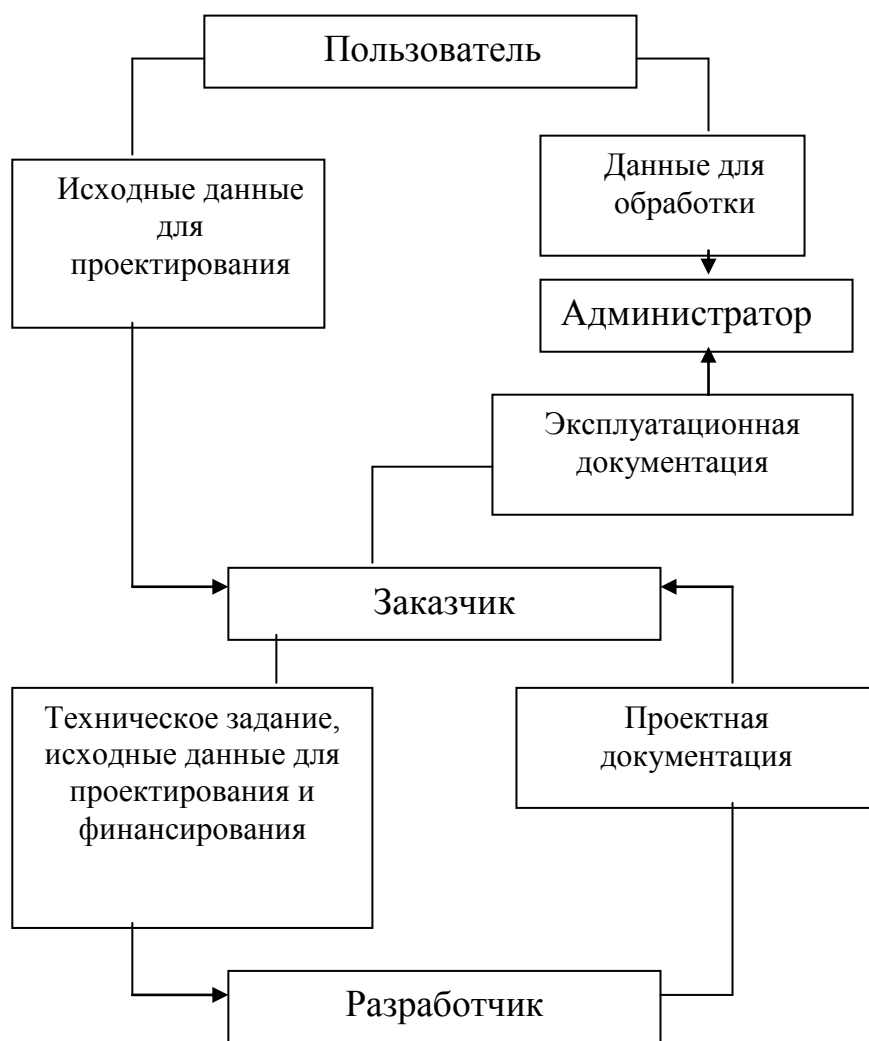 Пользователь
Исходные данные
для
проектирования
Данные для
обработки
Администратор
Эксплуатационная
документация
Заказчик
Техническое задание,
исходные данные для
проектирования и
финансирования
Проектная
документация
Разработчик